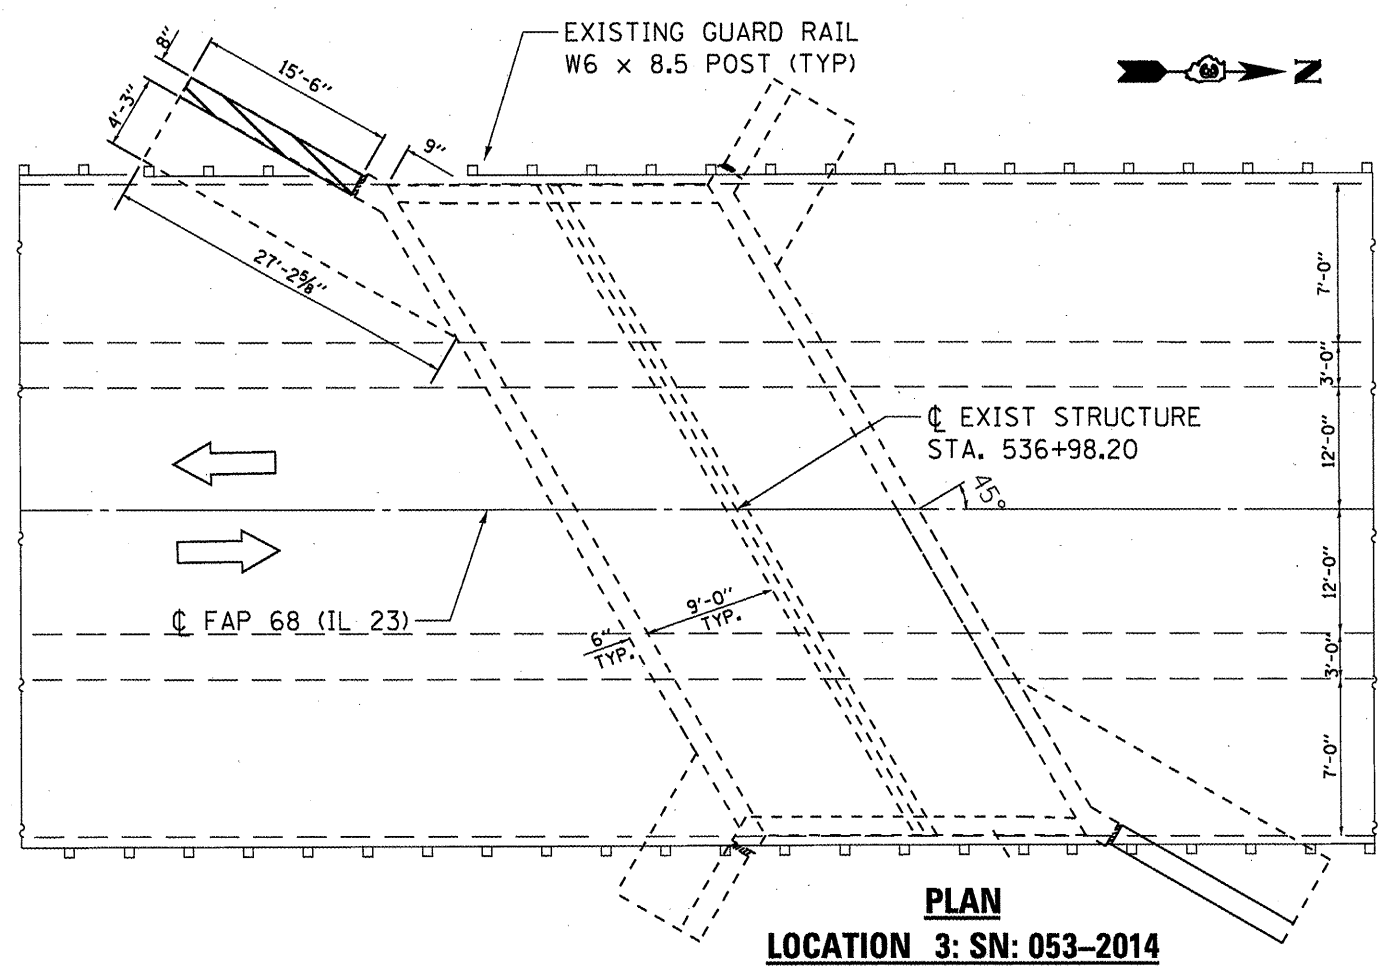 EXISTING GUARD RAIL
W6 x 8.5 POST (TYP)
N
8"
15'-6"
4'-3"
9"
27'-2⅝"
7'-0"
3'-0"
12'-0"
℄ EXIST STRUCTURE
STA. 536+98.20
45°
12'-0"
9'-0"
TYP.
℄ FAP 68 (IL 23)
6"
TYP.
3'-0"
7'-0"
PLAN
LOCATION 3: SN: 053–2014